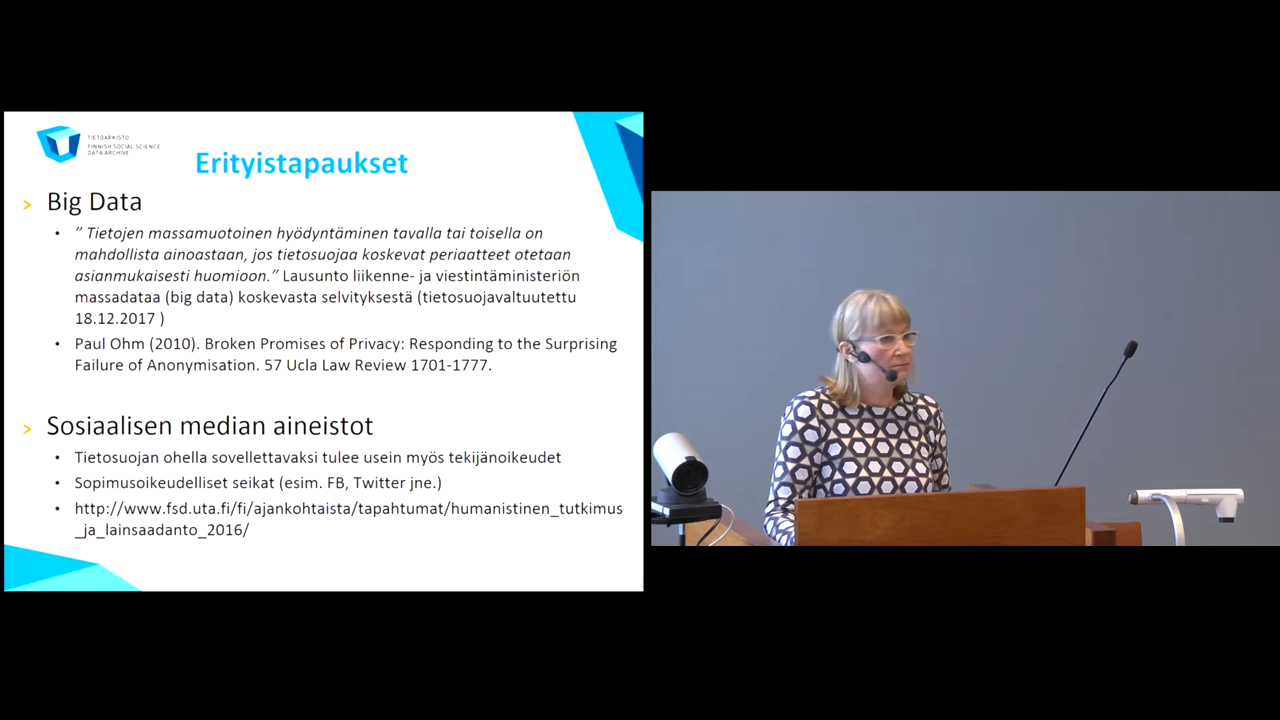 TIETOARKISTO
FINNISH SOCIAL SCIENCE
DATA ARCHIVE
Erityistapaukset
> Big Data
• ” Tietojen massamuotoinen hyödyntäminen tavalla tai toisella on
mahdollista ainoastaan, jos tietosuojaa koskevat periaatteet otetaan
asianmukaisesti huomioon.” Lausunto liikenne- ja viestintäministeriön
massadataa (big data) koskevasta selvityksestä (tietosuojavaltuutettu
18.12.2017 )
• Paul Ohm (2010). Broken Promises of Privacy: Responding to the Surprising
Failure of Anonymisation. 57 Ucla Law Review 1701-1777.
> Sosiaalisen median aineistot
• Tietosuojan ohella sovellettavaksi tulee usein myös tekijänoikeudet
• Sopimusoikeudelliset seikat (esim. FB, Twitter jne.)
• http://www.fsd.uta.fi/fi/ajankohtaista/tapahtumat/humanistinen_tutkimus
_ja_lainsaadanto_2016/